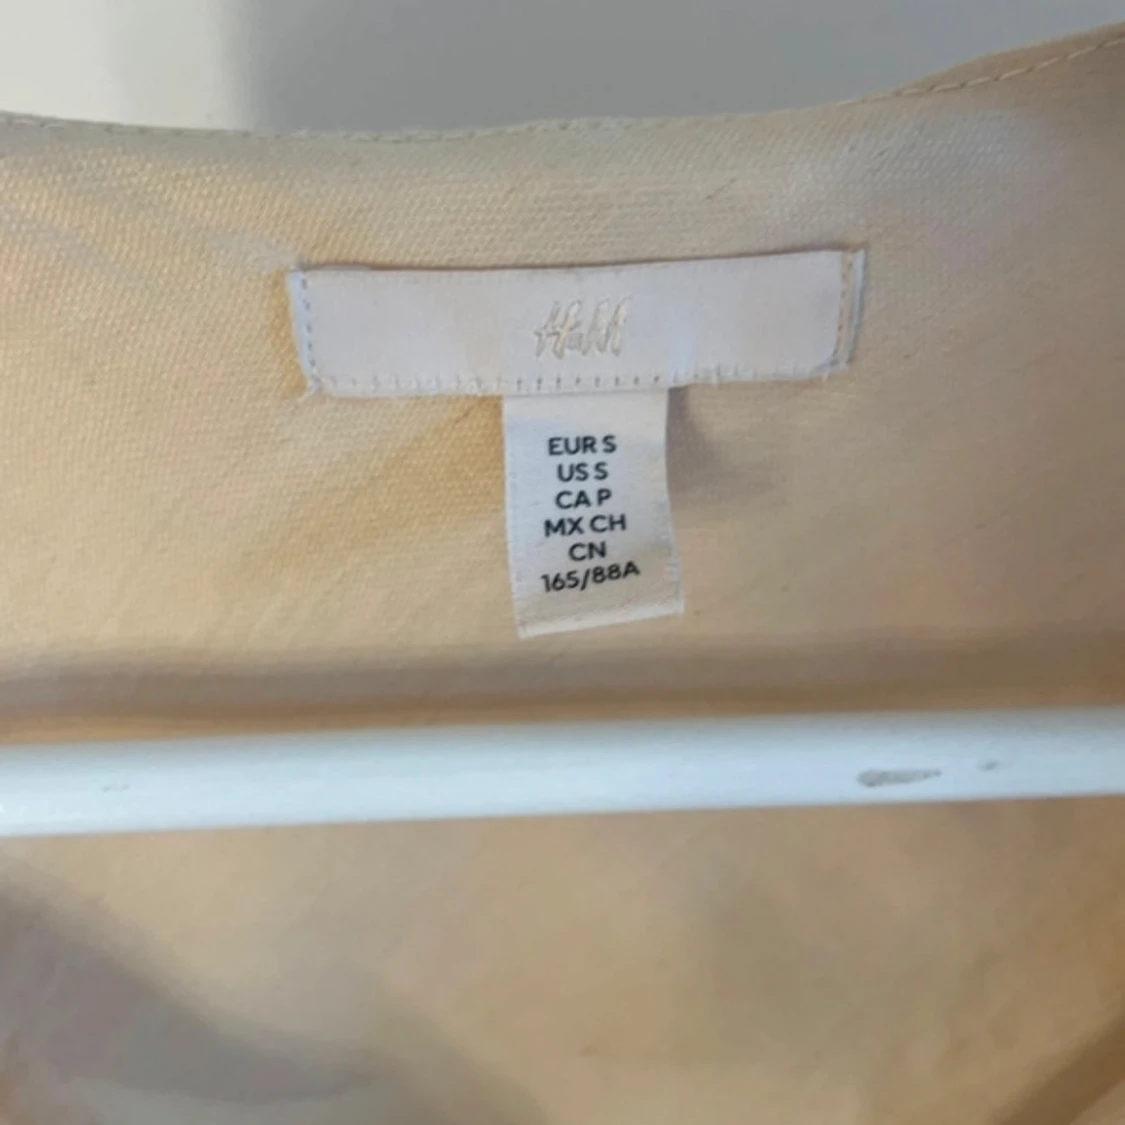 H&M
EUR S
US S
CA P
MX CH
CN
165/88A